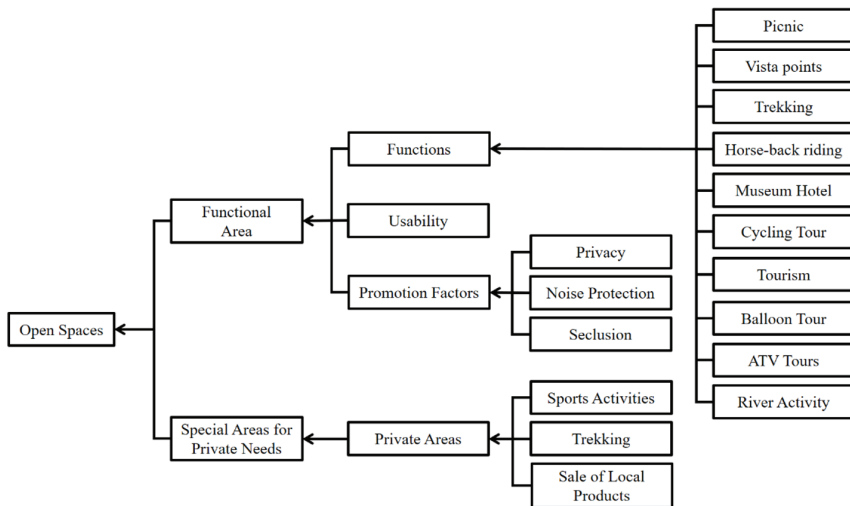 Picnic
Vista points
Trekking
Functions
Horse-back riding
Museum Hotel
Functional
Area
Usability
Cycling Tour
Privacy
Tourism
Promotion Factors
Noise Protection
Balloon Tour
Open Spaces
Seclusion
ATV Tours
Sports Activities
River Activity
Special Areas for
Private Needs
Private Areas
Trekking
Sale of Local
Products